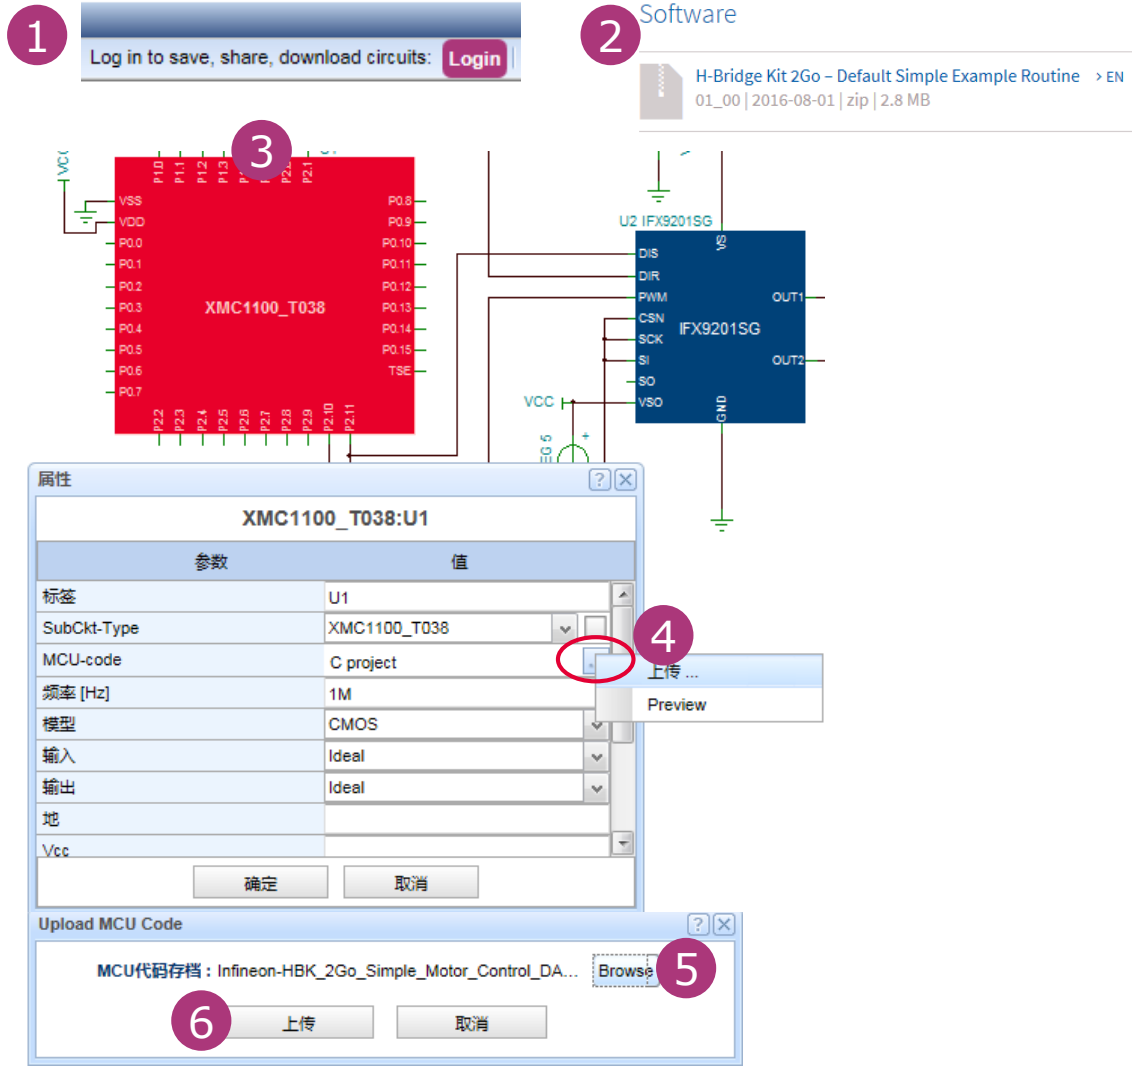 1
Log in to save, share, download circuits: Login
2
Software
H-Bridge Kit 2Go – Default Simple Example Routine > EN
01_00 | 2016-08-01 | zip | 2.8 MB
3
P1.0
P1.1
P1.2
P1.3
P2.1
VSS
VDD
P0.0
P0.1
P0.2
P0.3
P0.4
P0.5
P0.6
P0.7
XMC1100_T038
P0.8
P0.9
P0.10
P0.11
P0.12
P0.13
P0.14
P0.15
TSE
P2.2
P2.3
P2.4
P2.5
P2.6
P2.7
P2.8
P2.9
P2.10
P2.11
U2 IFX9201SG
VS
DIS
DIR
PWM
CSN
SCK
SI
SO
VSO
IFX9201SG
OUT1
OUT2
GND
VCC
EG 5
+
属性
XMC1100_T038:U1
参数 值
标签 U1
SubCkt-Type XMC1100_T038
MCU-code C project
4
上传 ...
Preview
频率 [Hz] 1M
模型 CMOS
输入 Ideal
输出 Ideal
地
Vcc
确定 取消
Upload MCU Code
MCU代码存档 : Infineon-HBK_2Go_Simple_Motor_Control_DA... Browse
5
6
上传 取消